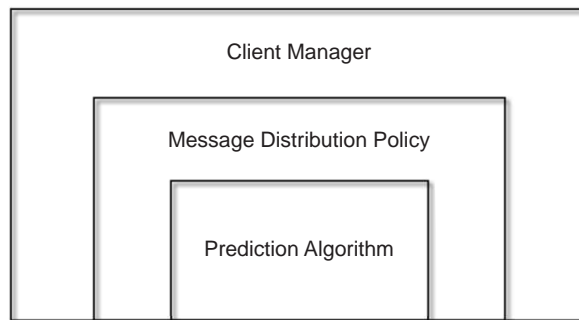 Client Manager
Message Distribution Policy
Prediction Algorithm